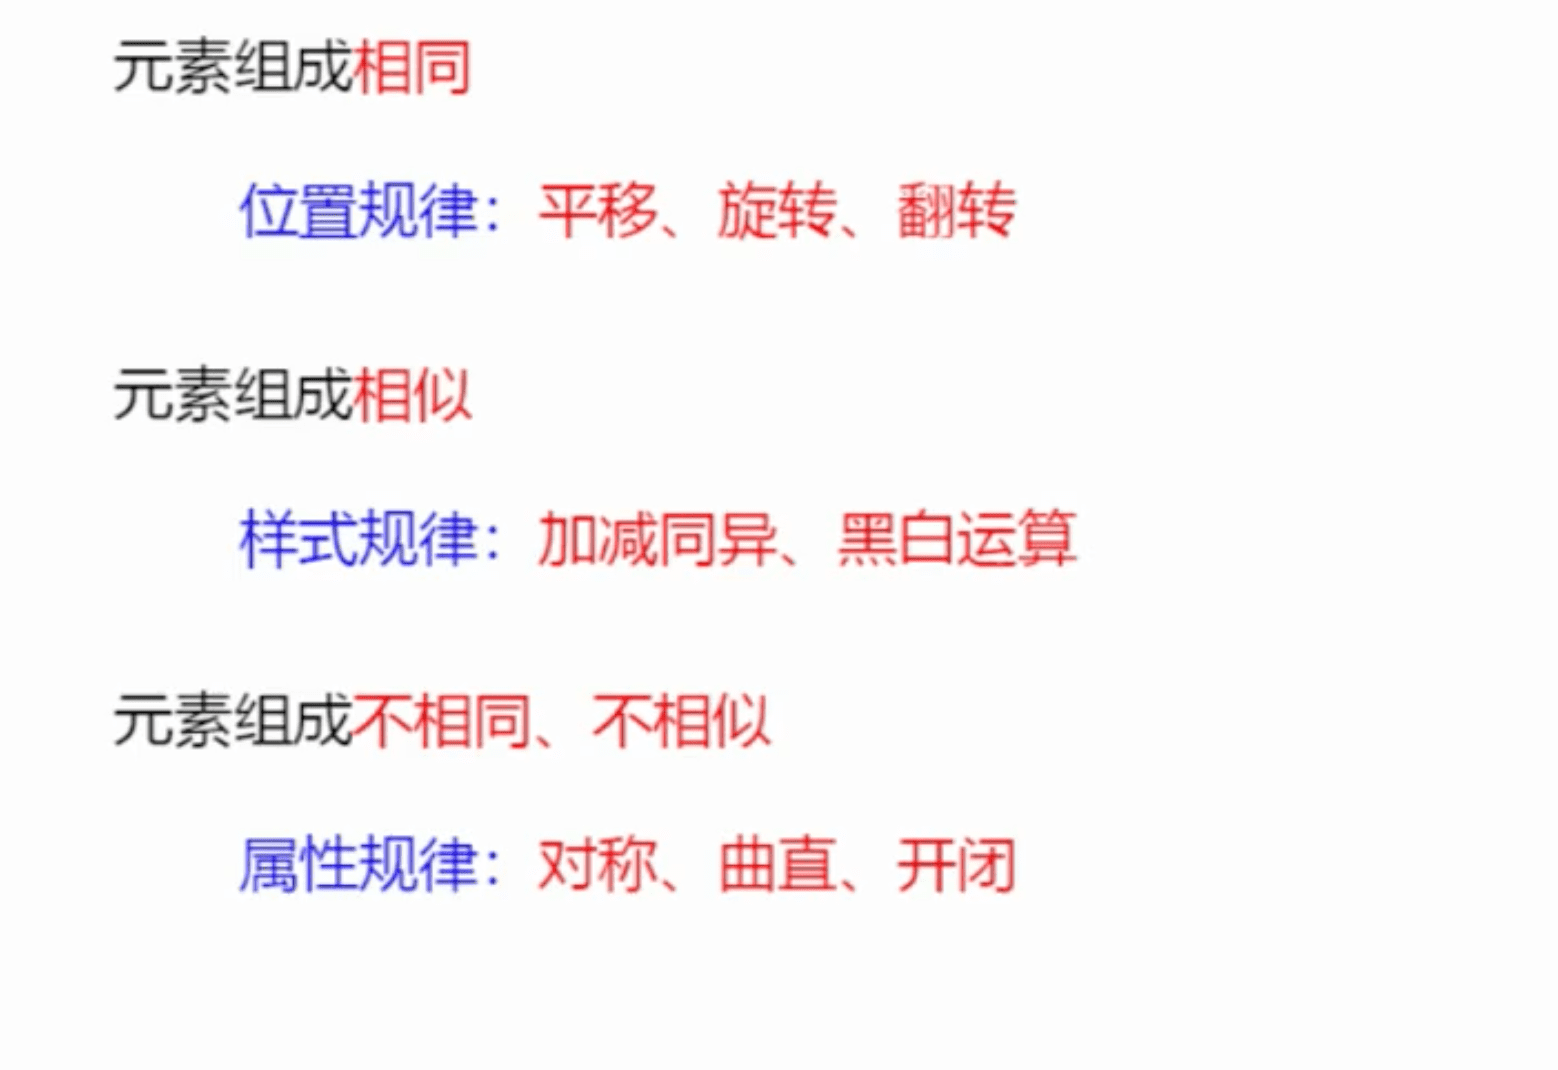 元素组成相同
位置规律：平移、旋转、翻转
元素组成相似
样式规律：加减同异、黑白运算
元素组成不相同、不相似
属性规律：对称、曲直、开闭